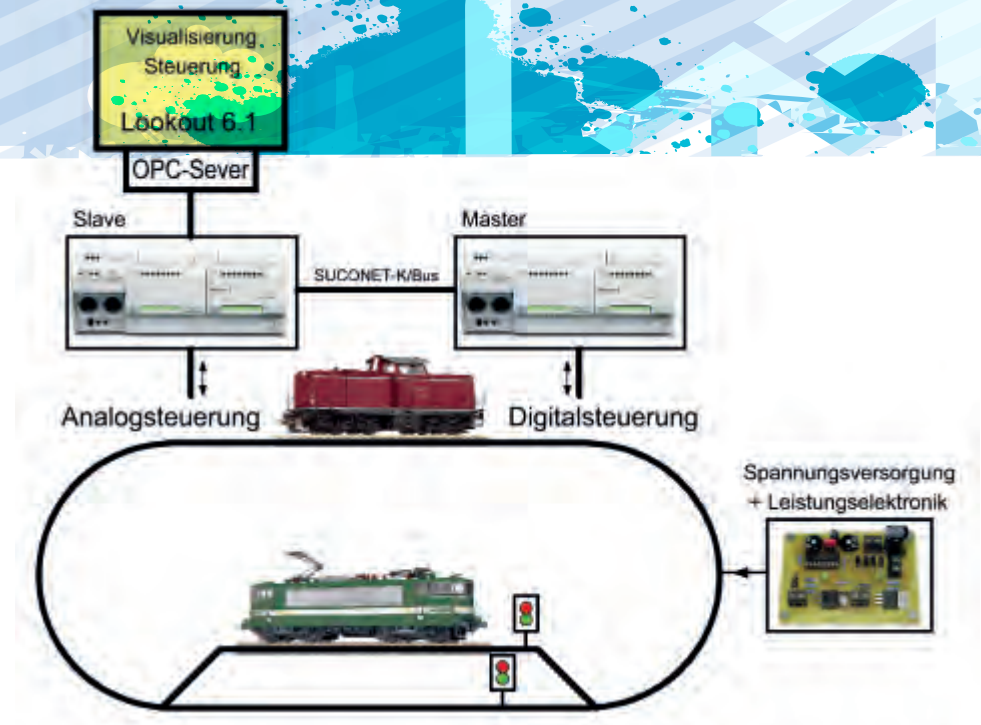 Visualisierung
Steuerung
Lookout 6.1
OPC-Sever
Slave
Master
SUCONET-K/Bus
Analogsteuerung
Digitalsteuerung
Spannungsversorgung
+ Leistungselektronik